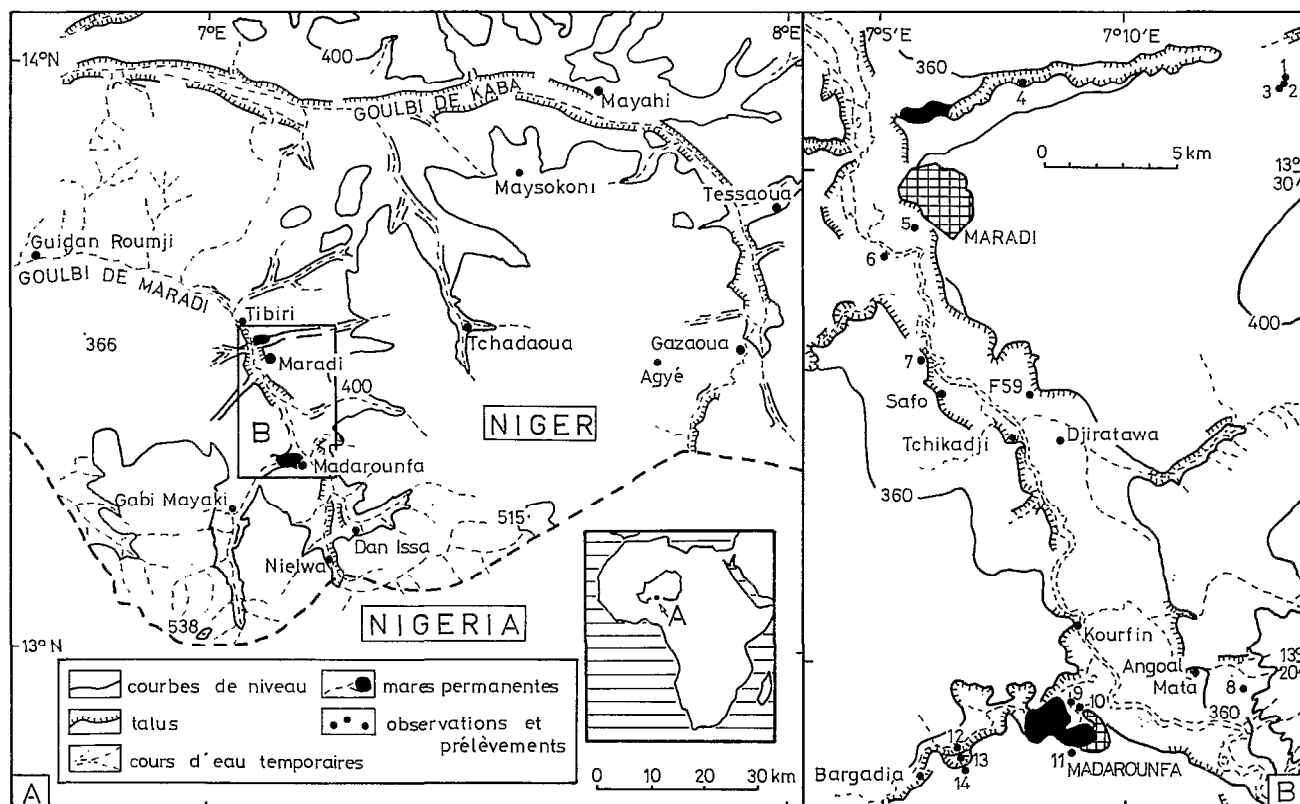 7°E
8°E
14°N
400
GOULBI DE KABA
Mayahi
Maysokoni
Tessaoua
Guidan Roumji
GOULBI DE MARADI
Tibiri
366
Maradi
Tchadaoua
Gazaoua
Agyé
400
NIGER
B
Madarounfa
Gabi Mayaki
515
Dan Issa
Nielwa
NIGERIA
538
13°N
A
courbes de niveau
mares permanentes
talus
observations et
prélèvements
cours d'eau temporaires
0 10 20 30 km
A
7°5'E
7°10'E
360
1
3 2
4
0 5 km
13°
30
5
MARADI
6
400
7
F59
Safo
Tchikadji
Djiratawa
360
Kourfin
Angoal
Mata
13°
20
8
9
10
360
12
13
14
11
MADAROUNFA
Bargadia
B